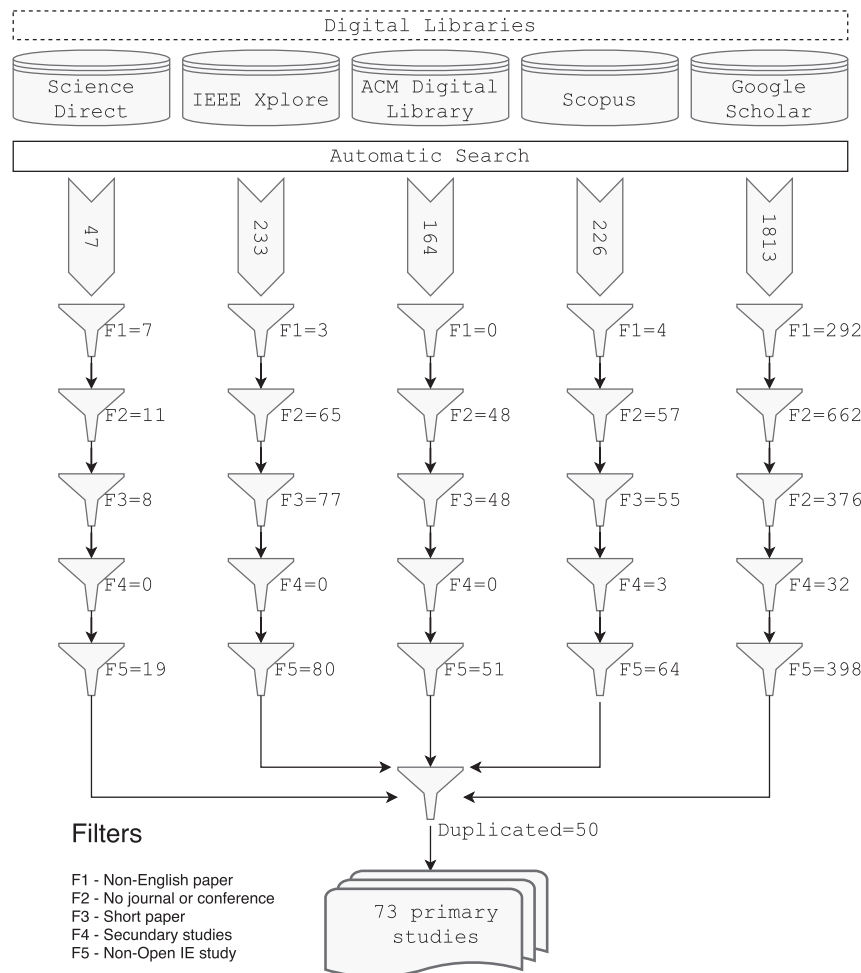 Digital Libraries
Science
Direct
IEEE Xplore
ACM Digital
Library
Scopus
Google
Scholar
Automatic Search
47
233
164
226
1813
F1=7
F1=3
F1=0
F1=4
F1=292
F2=11
F2=65
F2=48
F2=57
F2=662
F3=8
F3=77
F3=48
F3=55
F2=376
F4=0
F4=0
F4=0
F4=3
F4=32
F5=19
F5=80
F5=51
F5=64
F5=398
Duplicated=50
73 primary
studies
Filters
F1 - Non-English paper
F2 - No journal or conference
F3 - Short paper
F4 - Secundary studies
F5 - Non-Open IE study